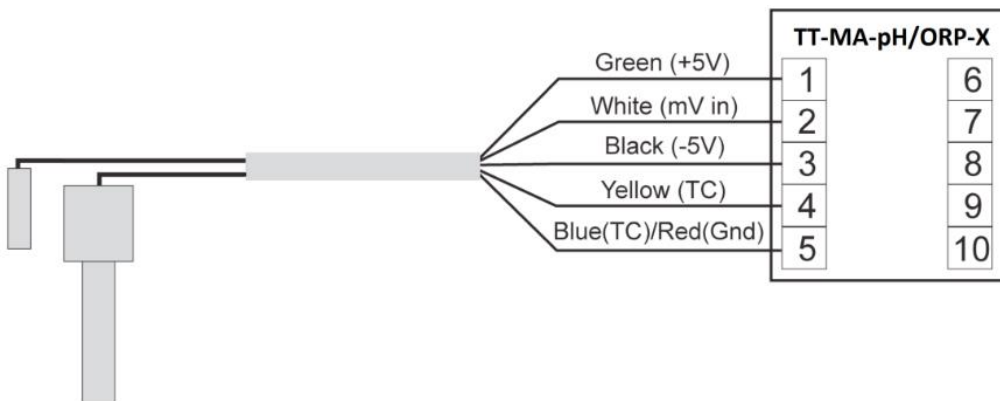 TT-MA-pH/ORP-X
Green (+5V)
1
6
White (mV in)
2
7
Black (-5V)
3
8
Yellow (TC)
4
9
Blue(TC)/Red(Gnd)
5
10